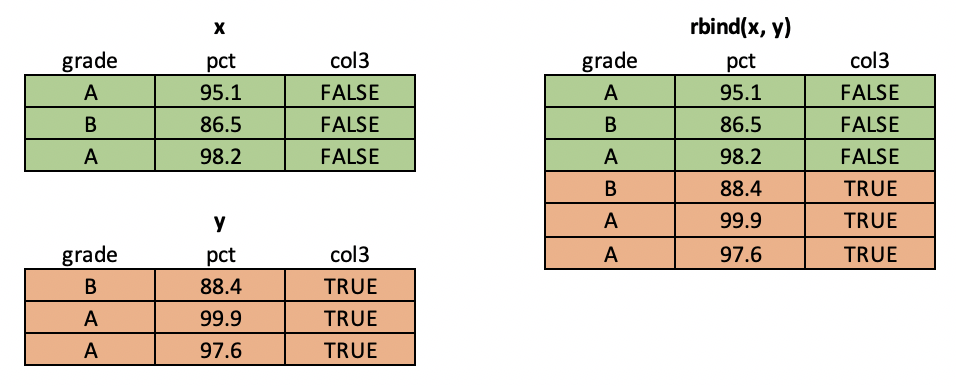 x
grade pct col3
A 95.1 FALSE
B 86.5 FALSE
A 98.2 FALSE
y
grade pct col3
B 88.4 TRUE
A 99.9 TRUE
A 97.6 TRUE
rbind(x, y)
grade pct col3
A 95.1 FALSE
B 86.5 FALSE
A 98.2 FALSE
B 88.4 TRUE
A 99.9 TRUE
A 97.6 TRUE